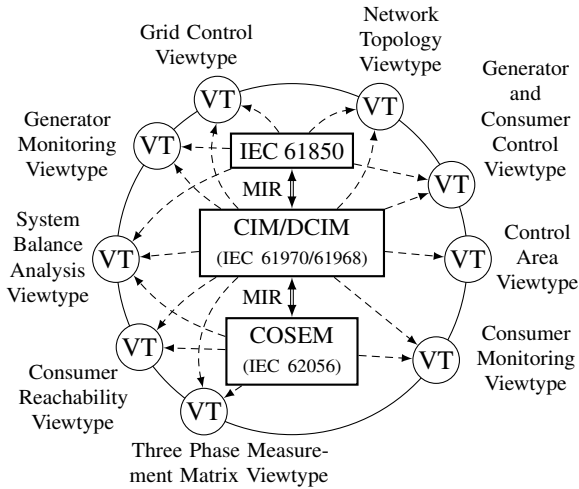 Grid Control
Viewtype
Network
Topology
Viewtype
Generator
and
Consumer
Control
Viewtype
Generator
Monitoring
Viewtype
System
Balance
Analysis
Viewtype
Control
Area
Viewtype
Consumer
Monitoring
Viewtype
Consumer
Reachability
Viewtype
Three Phase Measure-
ment Matrix Viewtype
VT
VT
VT
VT
VT
VT
VT
VT
VT
IEC 61850
MIR
CIM/DCIM
(IEC 61970/61968)
MIR
COSEM
(IEC 62056)